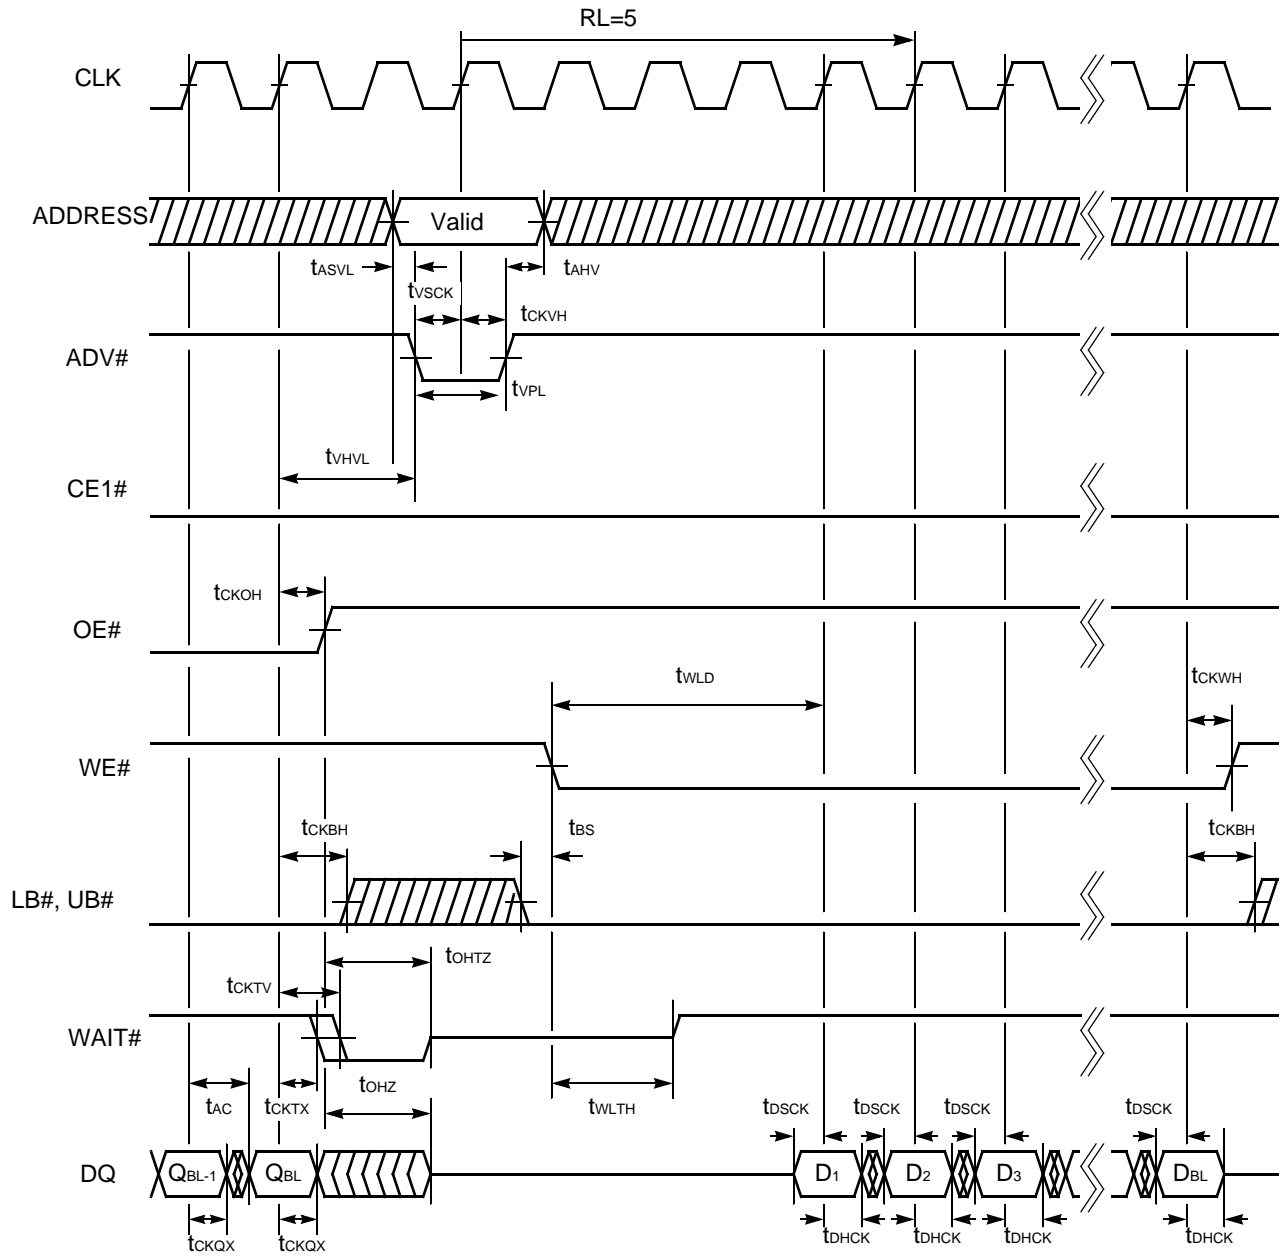 RL=5
CLK
ADDRESS
Valid
tASVL
tAHV
tVSCK
tCKVH
ADV#
tVPL
tVHVL
CE1#
tCKOH
OE#
tWLD
tCKWH
WE#
tCKBH
tBS
tCKBH
LB#, UB#
tOHTZ
tCKTV
WAIT#
tOHZ
tAC
tCKTX
tWLTH
tDSCK
tDSCK
tDSCK
tDSCK
DQ
QBL-1
QBL
D1
D2
D3
DBL
tCKQX
tCKQX
tDHCK
tDHCK
tDHCK
tDHCK